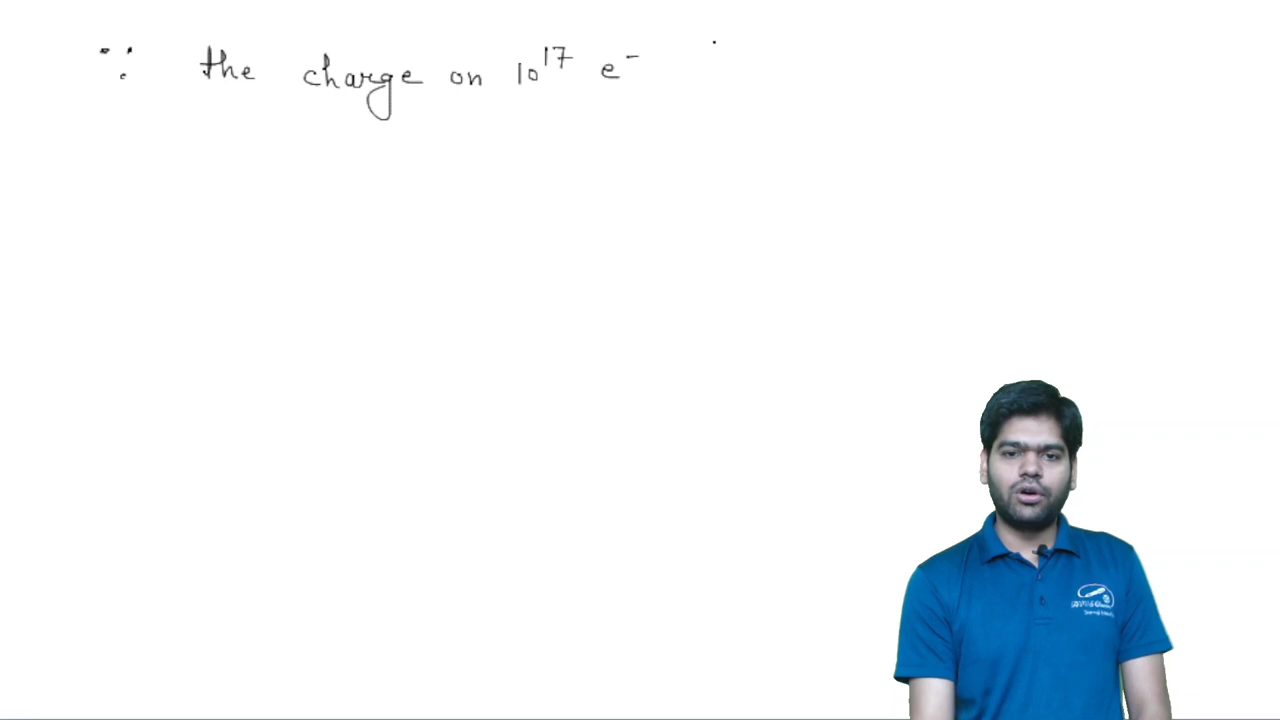 ∵ the charge on 10¹⁷ e⁻